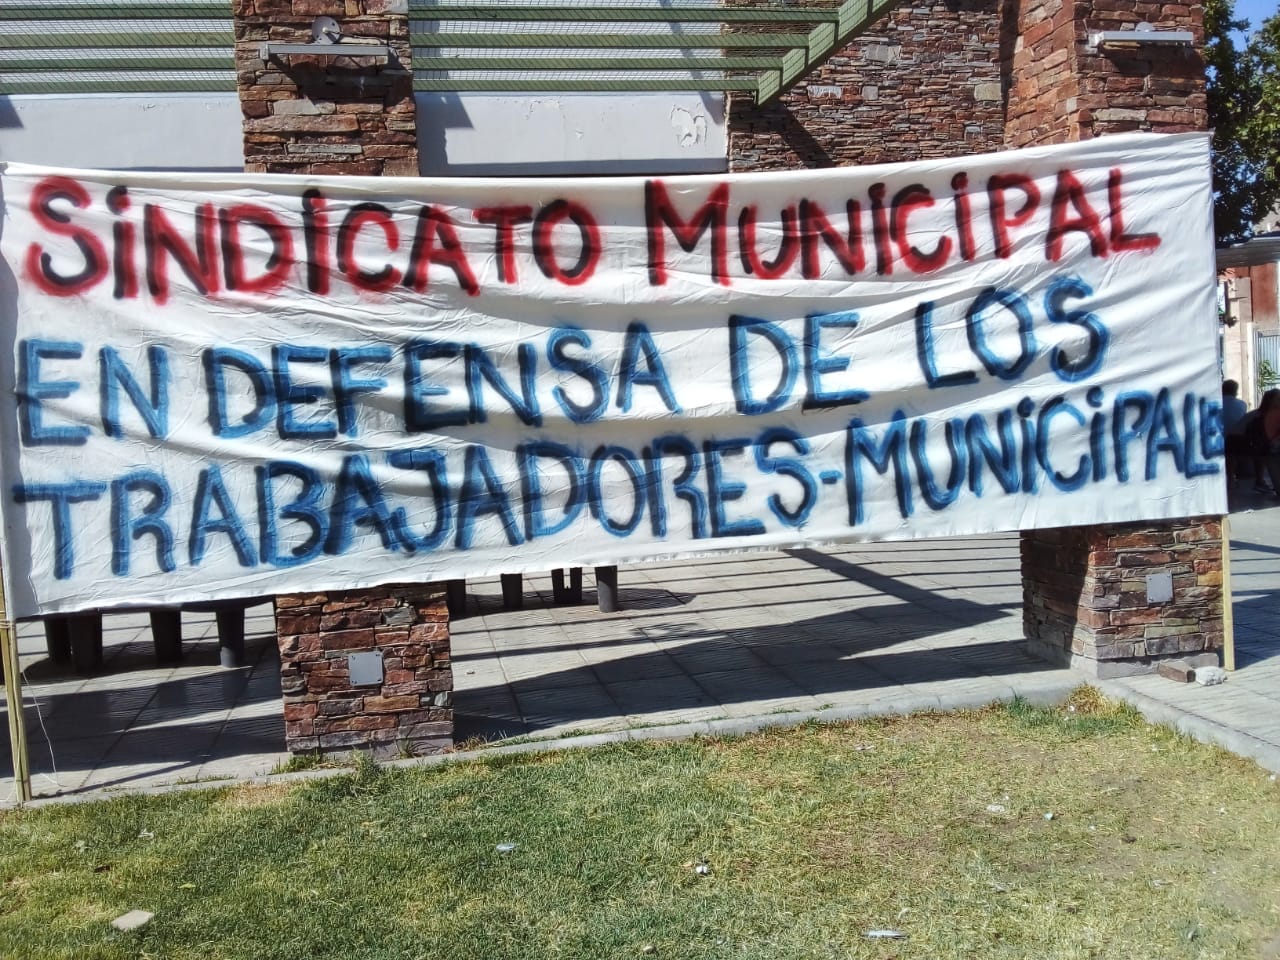 SiNDiCATO MUNiCiPAL
EN DEFENSA DE LOS
TRABAJADORES-MUNiCiPALES